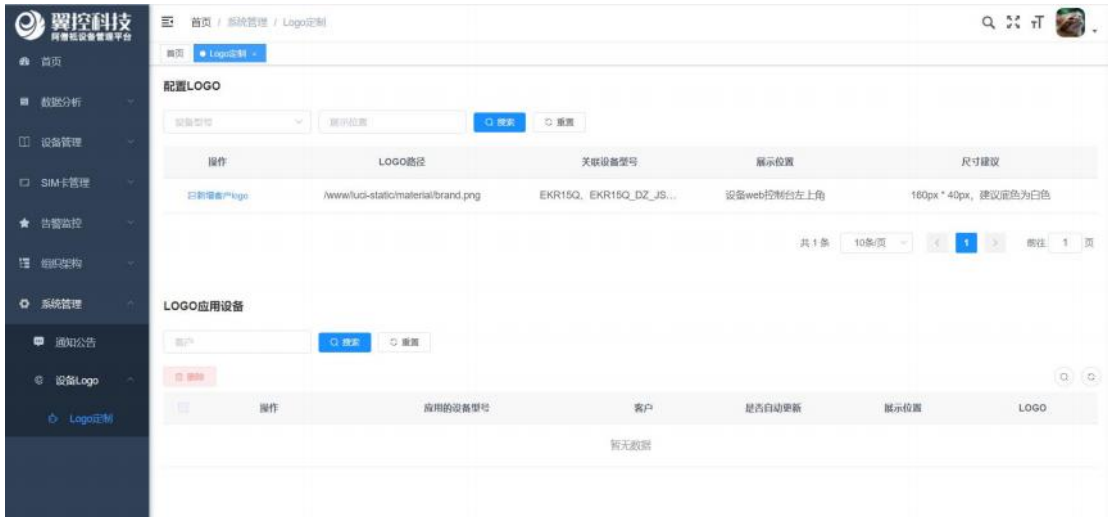 翼控科技
阿僧祇设备管理平台
首页 / 系统管理 / Logo定制
首页
Logo定制
首页
数据分析
设备管理
SIM卡管理
告警监控
组织架构
系统管理
通知公告
设备Logo
Logo定制
配置LOGO
设备型号
展示位置
搜索
重置
操作 LOGO路径 关联设备型号 展示位置 尺寸建议
新增客户logo /www/luci-static/material/brand.png EKR15Q、EKR15Q_DZ_JS... 设备web控制台左上角 160px * 40px，建议底色为白色
共 1 条 10条/页 1 前往 1 页
LOGO应用设备
客户
搜索
重置
删除
操作 应用的设备型号 客户 是否自动更新 展示位置 LOGO
暂无数据